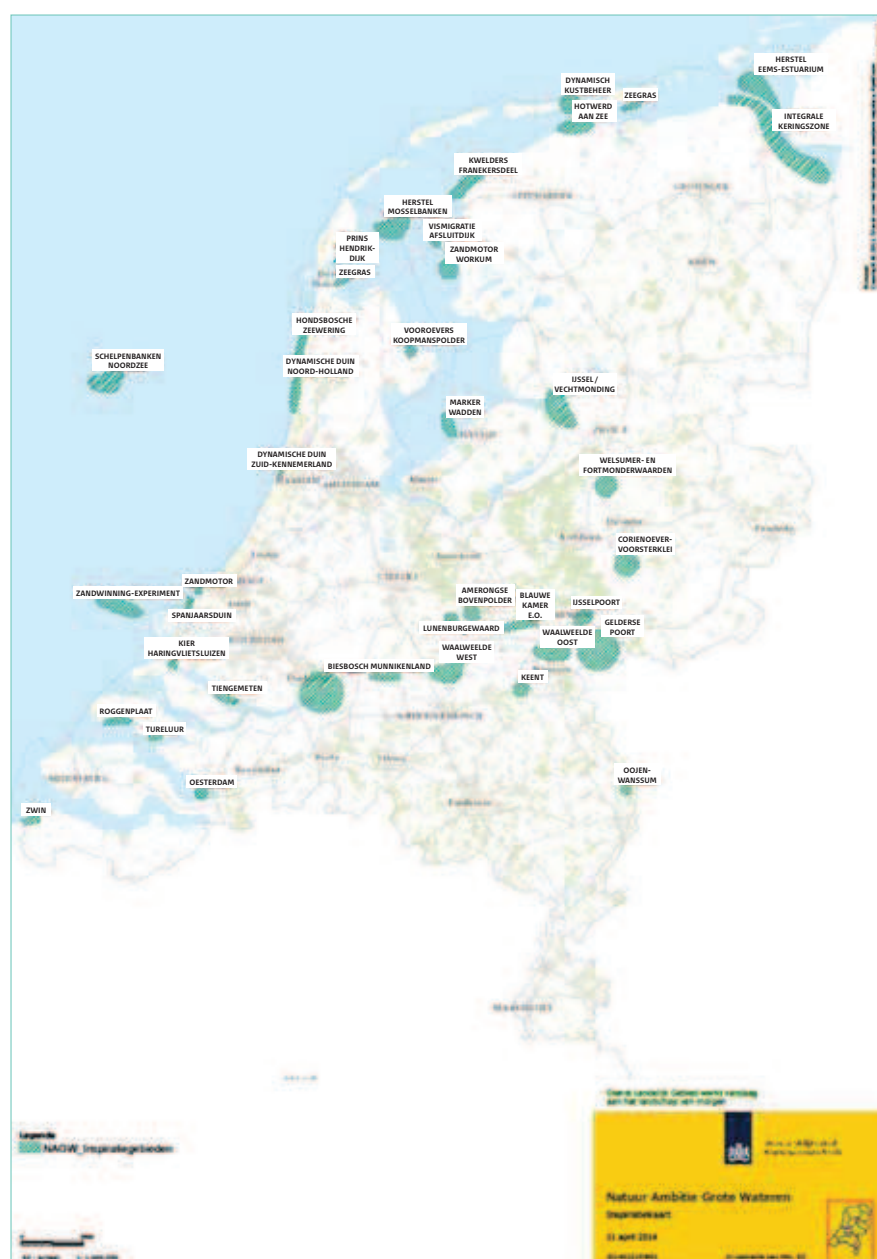 HERSTEL
EEMS-ESTUARIUM
DYNAMISCH
KUSTBEHEER
ZEEGRAS
HOTWERD
AAN ZEE
INTEGRALE
KERINGSZONE
KWELDERS
FRANEKERSDEEL
HERSTEL
MOSSELBANKEN
VISMIGRATIE
AFSLUITDIJK
PRINS
HENDRIK-
DIJK
ZANDMOTOR
WORKUM
ZEEGRAS
HONDSBOSCHE
ZEEWERING
VOOROEVERS
KOOPMANSPOLDER
SCHELPENBANKEN
NOORDZEE
DYNAMISCHE DUIN
NOORD-HOLLAND
IJSSEL /
VECHTMONDING
MARKER
WADDEN
DYNAMISCHE DUIN
ZUID-KENNEMERLAND
WELSUMER- EN
FORTMONDERWAARDEN
CORIENOEVER-
VOORSTERKLEI
ZANDMOTOR
ZANDWINNING-EXPERIMENT
SPANJAARSDUIN
AMERONGSE
BOVENPOLDER
BLAUWE
KAMER
E.O.
IJSSELPOORT
LUNENBURGEWAARD
GELDERSE
POORT
WAALWEELDE
OOST
KIER
HARINGVLIETSLUIZEN
WAALWEELDE
WEST
BIESBOSCH MUNNIKENLAND
KEENT
TIENGEMETEN
ROGGENPLAAT
TURELUUR
OESTERDAM
OOJEN-
WANSSUM
ZWIN
Legenda
NAGW_Inspiratiegebieden
Natuur Ambitie Grote Wateren
Inspiratiekaart